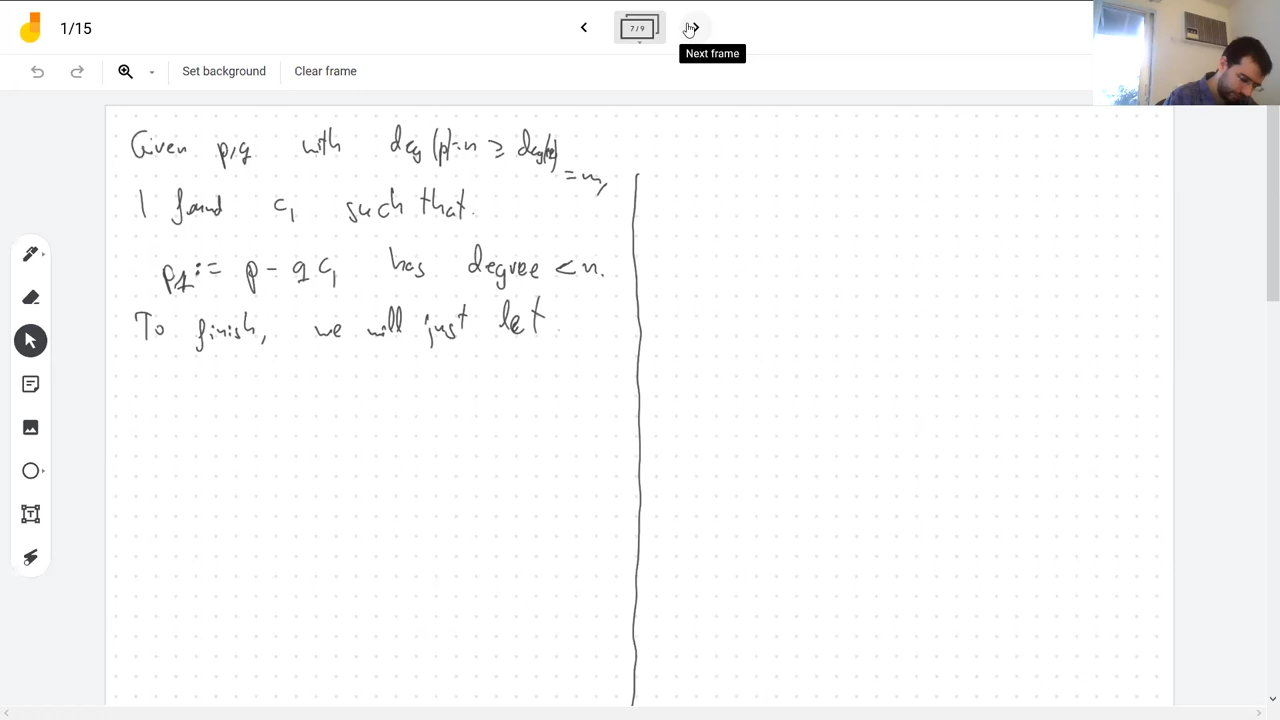 1/15
7/9
Next frame
Set background
Clear frame
Given p,q with deg(p)=n ≥ deg(q)
= m,
I found c₁ such that
p₁ := p - q c₁ has degree < n.
To finish, we will just let